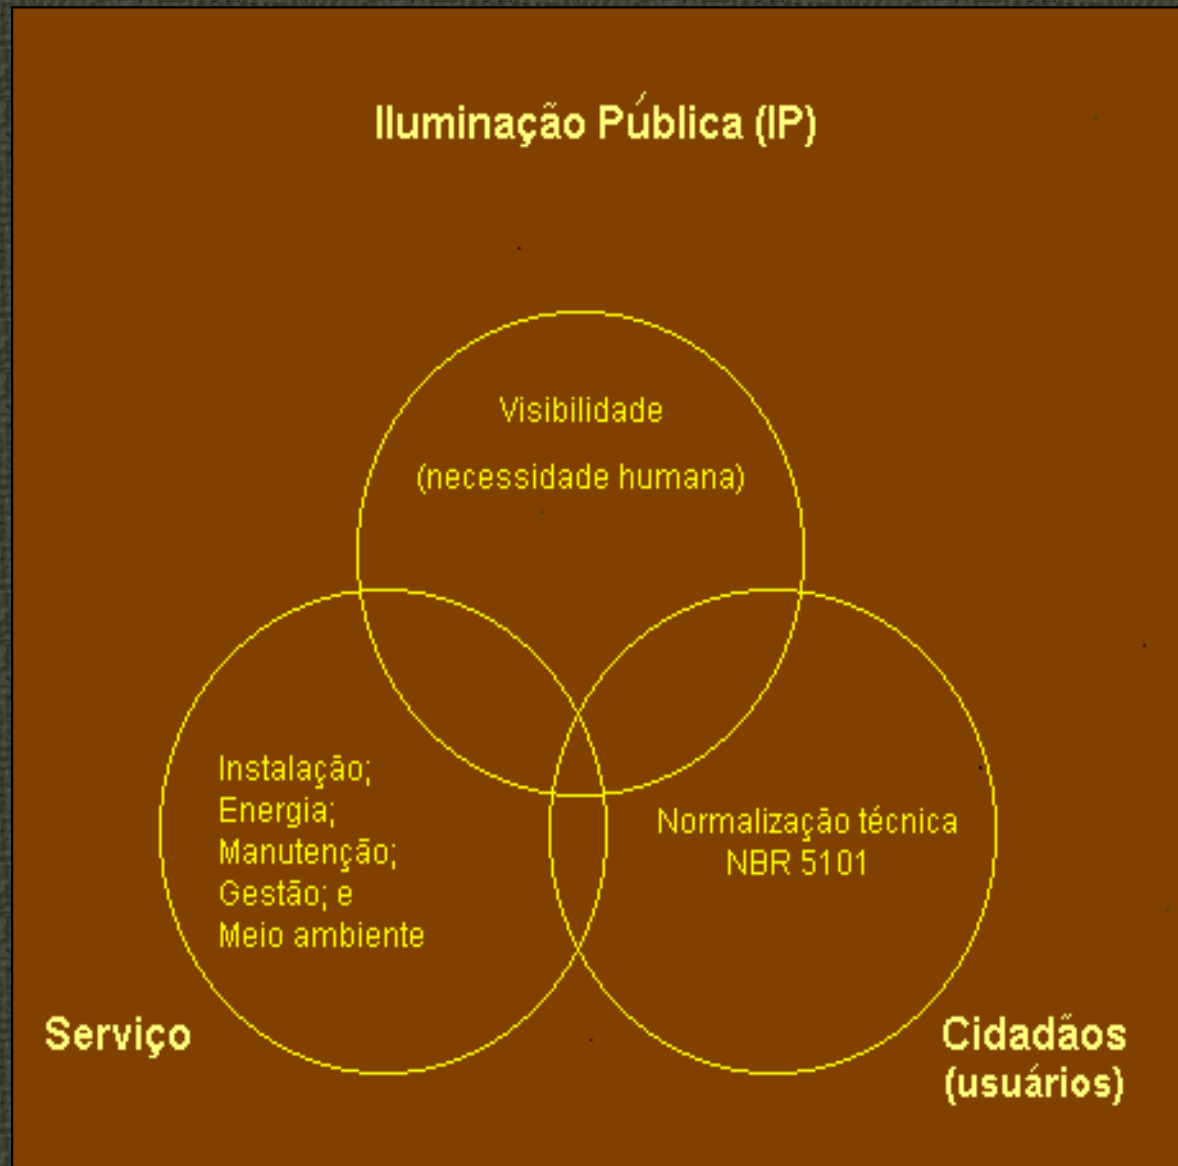 Iluminação Pública (IP)
Visibilidade
(necessidade humana)
Instalação;
Energia;
Manutenção;
Gestão; e
Meio ambiente
Normalização técnica
NBR 5101
Serviço
Cidadãos
(usuários)